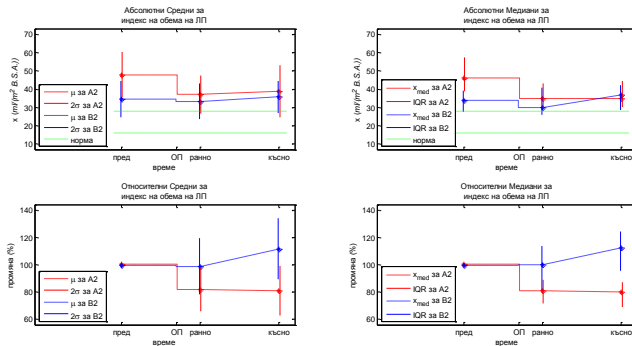 Абсолютни Средни за
индекс на обема на ЛП
70
60
50
40
30
20
10
x (ml/m² B.S.A.))
μ за A2
2σ за A2
μ за B2
2σ за B2
норма
пред
ОП
ранно
късно
време
Абсолютни Медиани за
индекс на обема на ЛП
70
60
50
40
30
20
10
x (ml/m² B.S.A.))
x_med за A2
IQR за A2
x_med за B2
IQR за B2
норма
пред
ОП
ранно
късно
време
Относителни Средни за
индекс на обема на ЛП
140
120
100
80
60
промяна (%)
μ за A2
2σ за A2
μ за B2
2σ за B2
пред
ОП
ранно
късно
време
Относителни Медиани за
индекс на обема на ЛП
140
120
100
80
60
промяна (%)
x_med за A2
IQR за A2
x_med за B2
IQR за B2
пред
ОП
ранно
късно
време